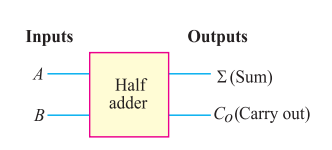 Inputs
Outputs
A
Half
adder
Σ (Sum)
B
C_O (Carry out)